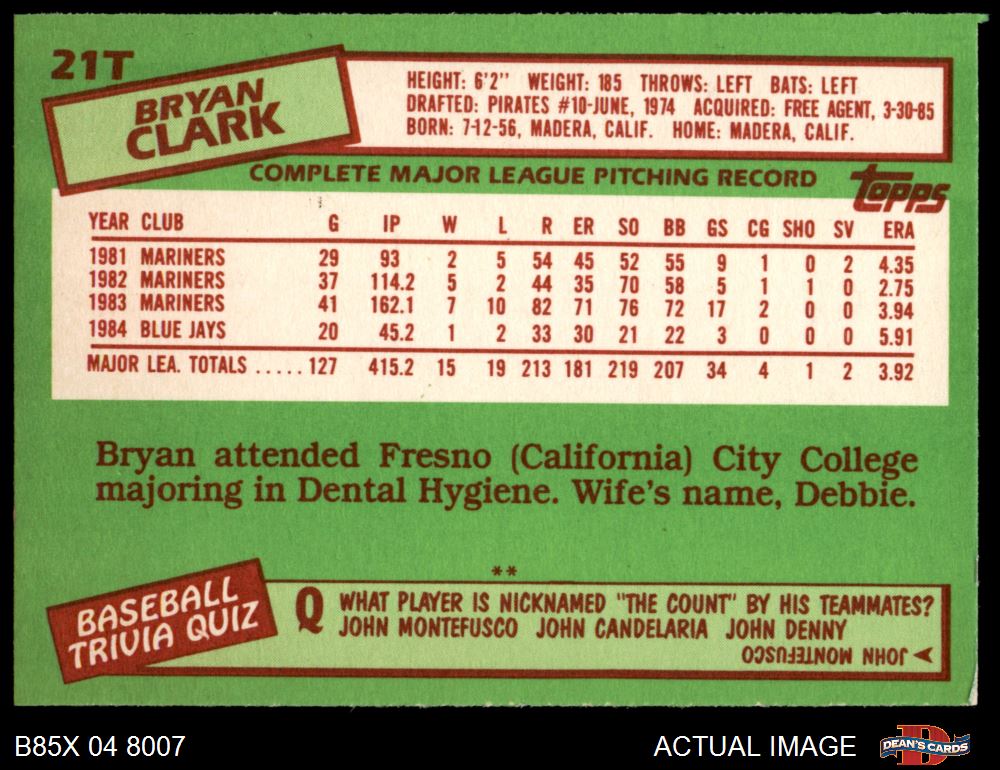 21T
BRYAN
CLARK
HEIGHT: 6'2" WEIGHT: 185 THROWS: LEFT BATS: LEFT
DRAFTED: PIRATES #10-JUNE, 1974 ACQUIRED: FREE AGENT, 3-30-85
BORN: 7-12-56, MADERA, CALIF. HOME: MADERA, CALIF.
COMPLETE MAJOR LEAGUE PITCHING RECORD
topps
YEAR CLUB G IP W L R ER SO BB GS CG SHO SV ERA
1981 MARINERS 29 93 2 5 54 45 52 55 9 1 0 2 4.35
1982 MARINERS 37 114.2 5 2 44 35 70 58 5 1 1 0 2.75
1983 MARINERS 41 162.1 7 10 82 71 76 72 17 2 0 0 3.94
1984 BLUE JAYS 20 45.2 1 2 33 30 21 22 3 0 0 0 5.91
MAJOR LEA. TOTALS ..... 127 415.2 15 19 213 181 219 207 34 4 1 2 3.92
Bryan attended Fresno (California) City College
majoring in Dental Hygiene. Wife's name, Debbie.
**
BASEBALL
TRIVIA QUIZ
Q WHAT PLAYER IS NICKNAMED "THE COUNT" BY HIS TEAMMATES?
JOHN MONTEFUSCO JOHN CANDELARIA JOHN DENNY
JOHN MONTEFUSCO
B85X 04 8007
ACTUAL IMAGE
D
DEAN'S CARDS